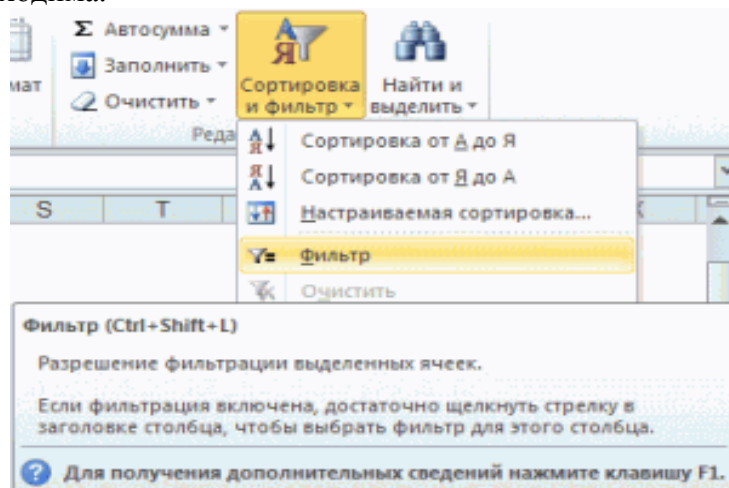 Σ Автосумма
Заполнить
Очистить
Сортировка и фильтр
Найти и выделить
Реда
мат
Сортировка от А до Я
Сортировка от Я до А
S T
Настраиваемая сортировка...
Фильтр
Очистить
Фильтр (Ctrl+Shift+L)
Разрешение фильтрации выделенных ячеек.
Если фильтрация включена, достаточно щелкнуть стрелку в
заголовке столбца, чтобы выбрать фильтр для этого столбца.
Для получения дополнительных сведений нажмите клавишу F1.